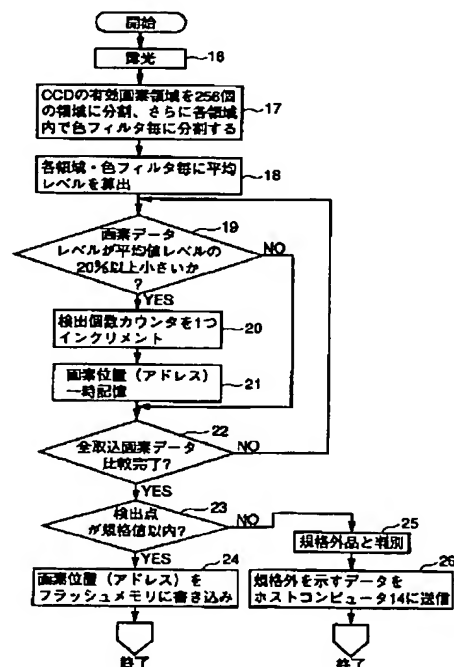 開始
露光
16
CCDの有効画素領域を256個
の領域に分割、さらに各領域
内で色フィルタ毎に分割する
17
各領域・色フィルタ毎に平均
レベルを算出
18
画素データ
レベルが平均値レベルの
20%以上小さいか
?
19
NO
YES
検出個数カウンタを1つ
インクリメント
20
画素位置(アドレス)
一時記憶
21
全取込画素データ
比較完了?
22
NO
YES
検出点
が規格値以内?
23
NO
YES
24
画素位置(アドレス)を
フラッシュメモリに書き込み
25
規格外品と判別
26
規格外を示すデータを
ホストコンピュータ14に送信
終了
終了